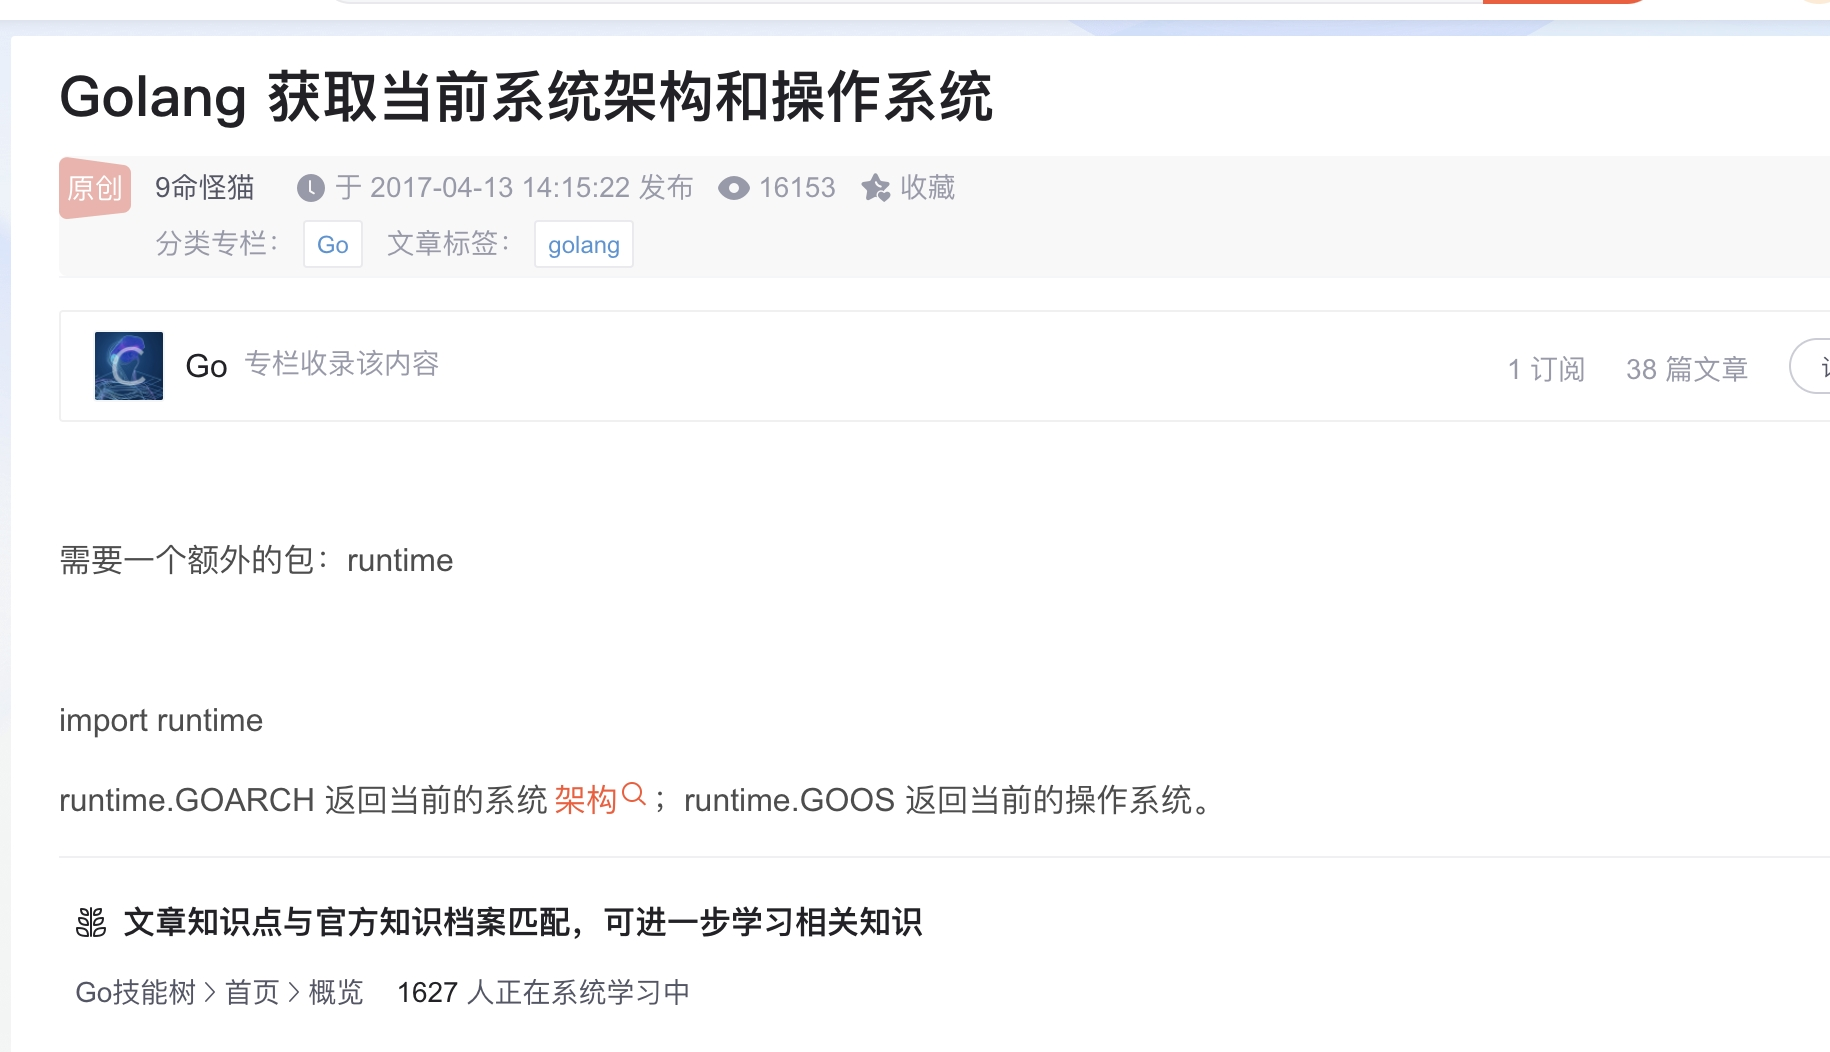 Golang 获取当前系统架构和操作系统
原创 9命怪猫 于 2017-04-13 14:15:22 发布 16153 收藏
分类专栏： Go 文章标签： golang
Go 专栏收录该内容 1 订阅 38 篇文章
需要一个额外的包：runtime
import runtime
runtime.GOARCH 返回当前的系统架构；runtime.GOOS 返回当前的操作系统。
文章知识点与官方知识档案匹配，可进一步学习相关知识
Go技能树 > 首页 > 概览 1627 人正在系统学习中